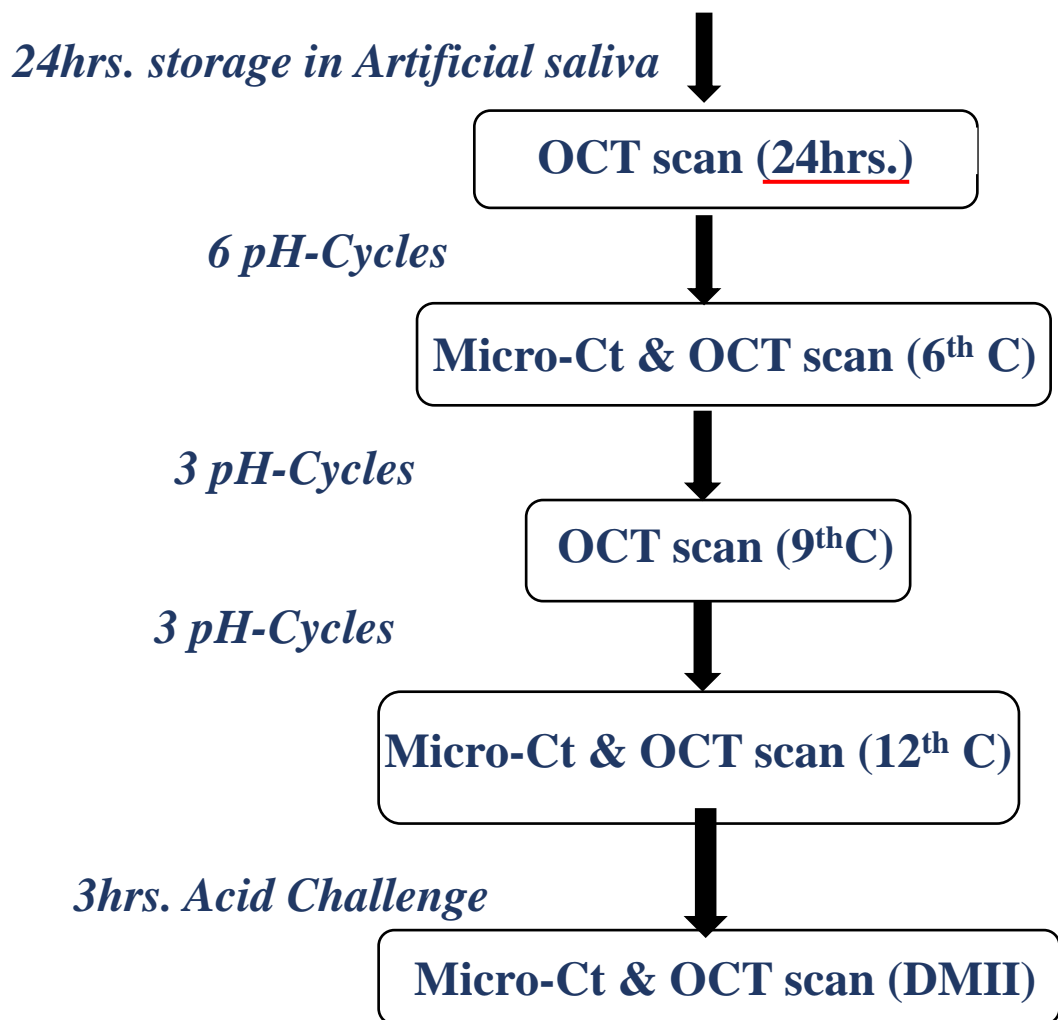 24hrs. storage in Artificial saliva
OCT scan (24hrs.)
6 pH-Cycles
Micro-Ct & OCT scan (6th C)
3 pH-Cycles
OCT scan (9thC)
3 pH-Cycles
Micro-Ct & OCT scan (12th C)
3hrs. Acid Challenge
Micro-Ct & OCT scan (DMII)